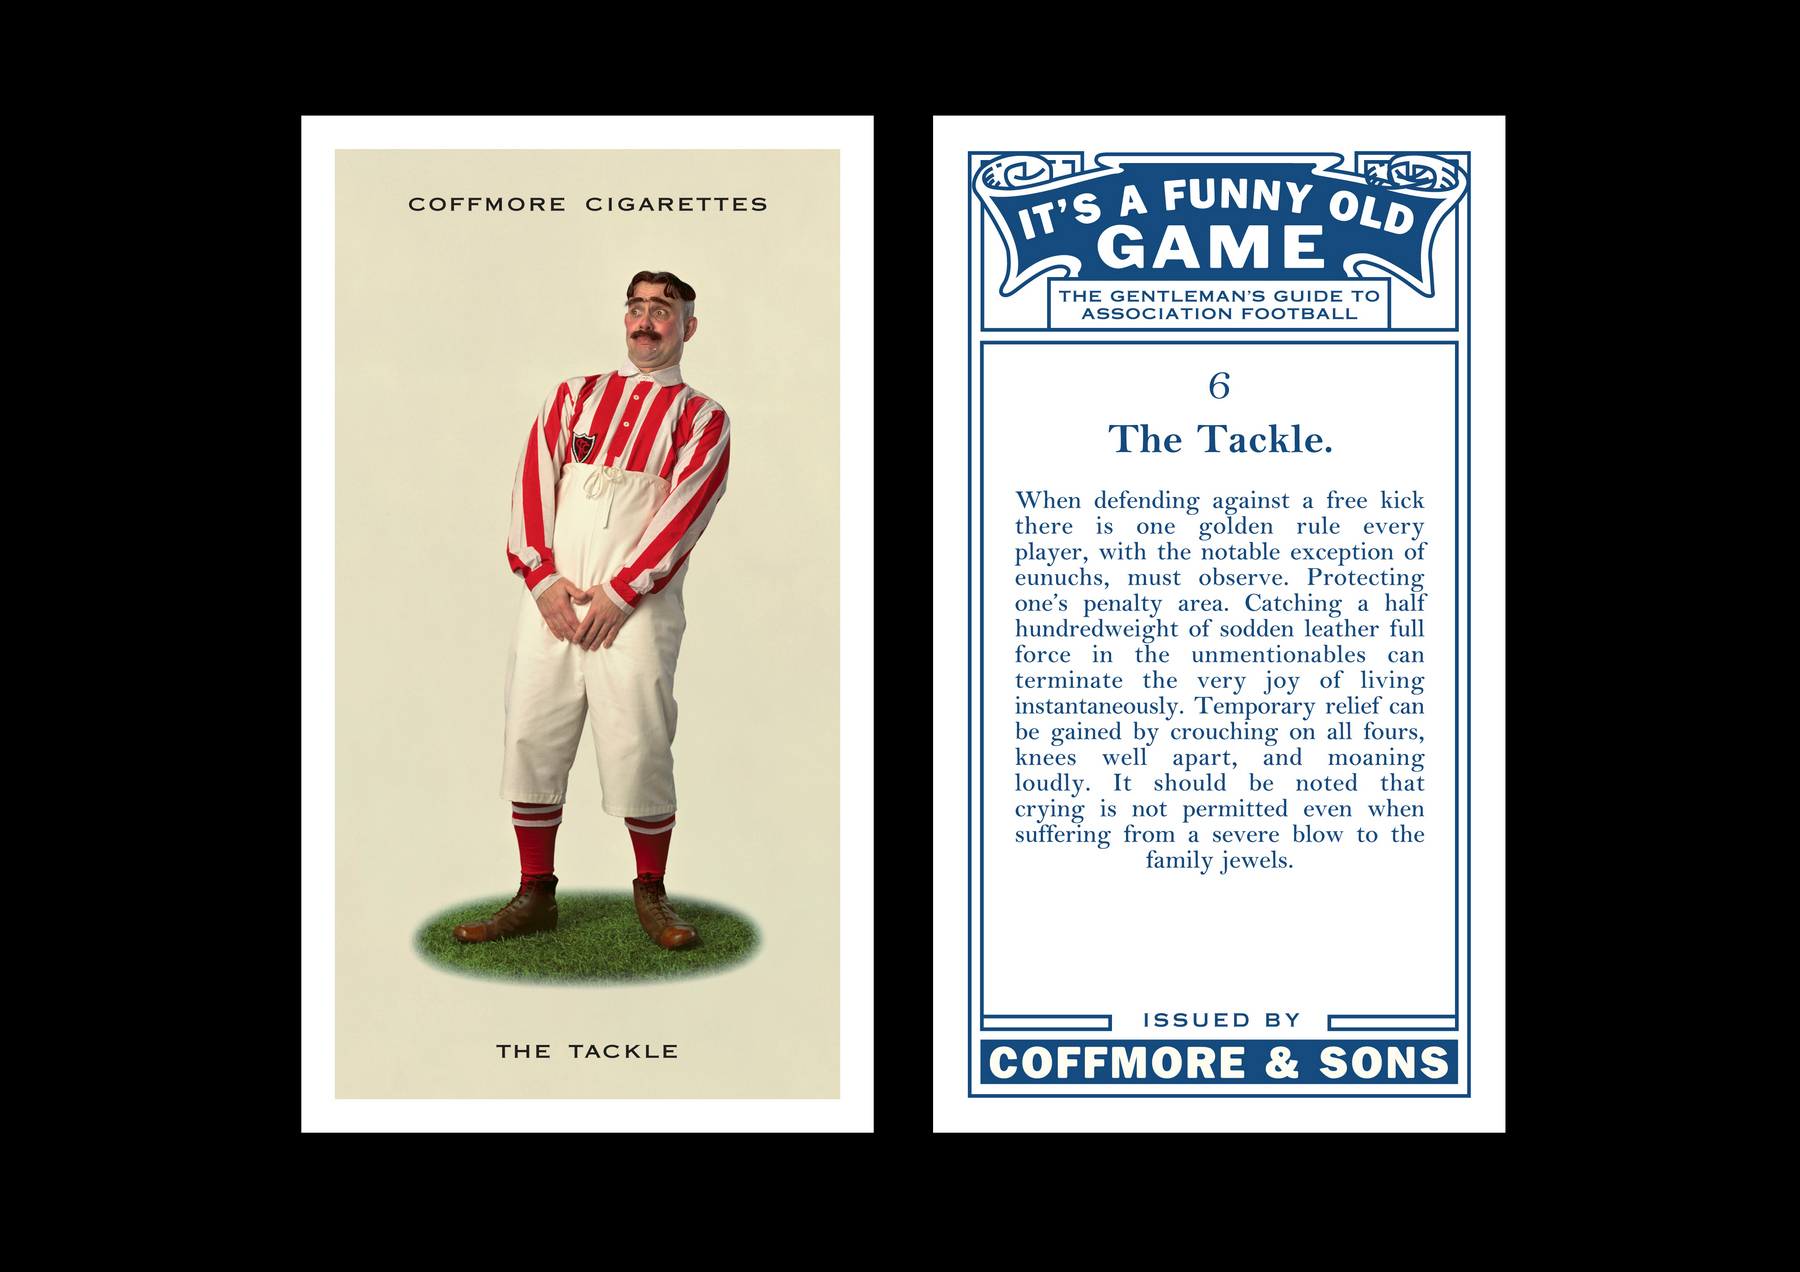 COFFMORE CIGARETTES
THE TACKLE
IT'S A FUNNY OLD
GAME
THE GENTLEMAN'S GUIDE TO
ASSOCIATION FOOTBALL
6
The Tackle.
When defending against a free kick
there is one golden rule every
player, with the notable exception of
eunuchs, must observe. Protecting
one's penalty area. Catching a half
hundredweight of sodden leather full
force in the unmentionables can
terminate the very joy of living
instantaneously. Temporary relief can
be gained by crouching on all fours,
knees well apart, and moaning
loudly. It should be noted that
crying is not permitted even when
suffering from a severe blow to the
family jewels.
ISSUED BY
COFFMORE & SONS